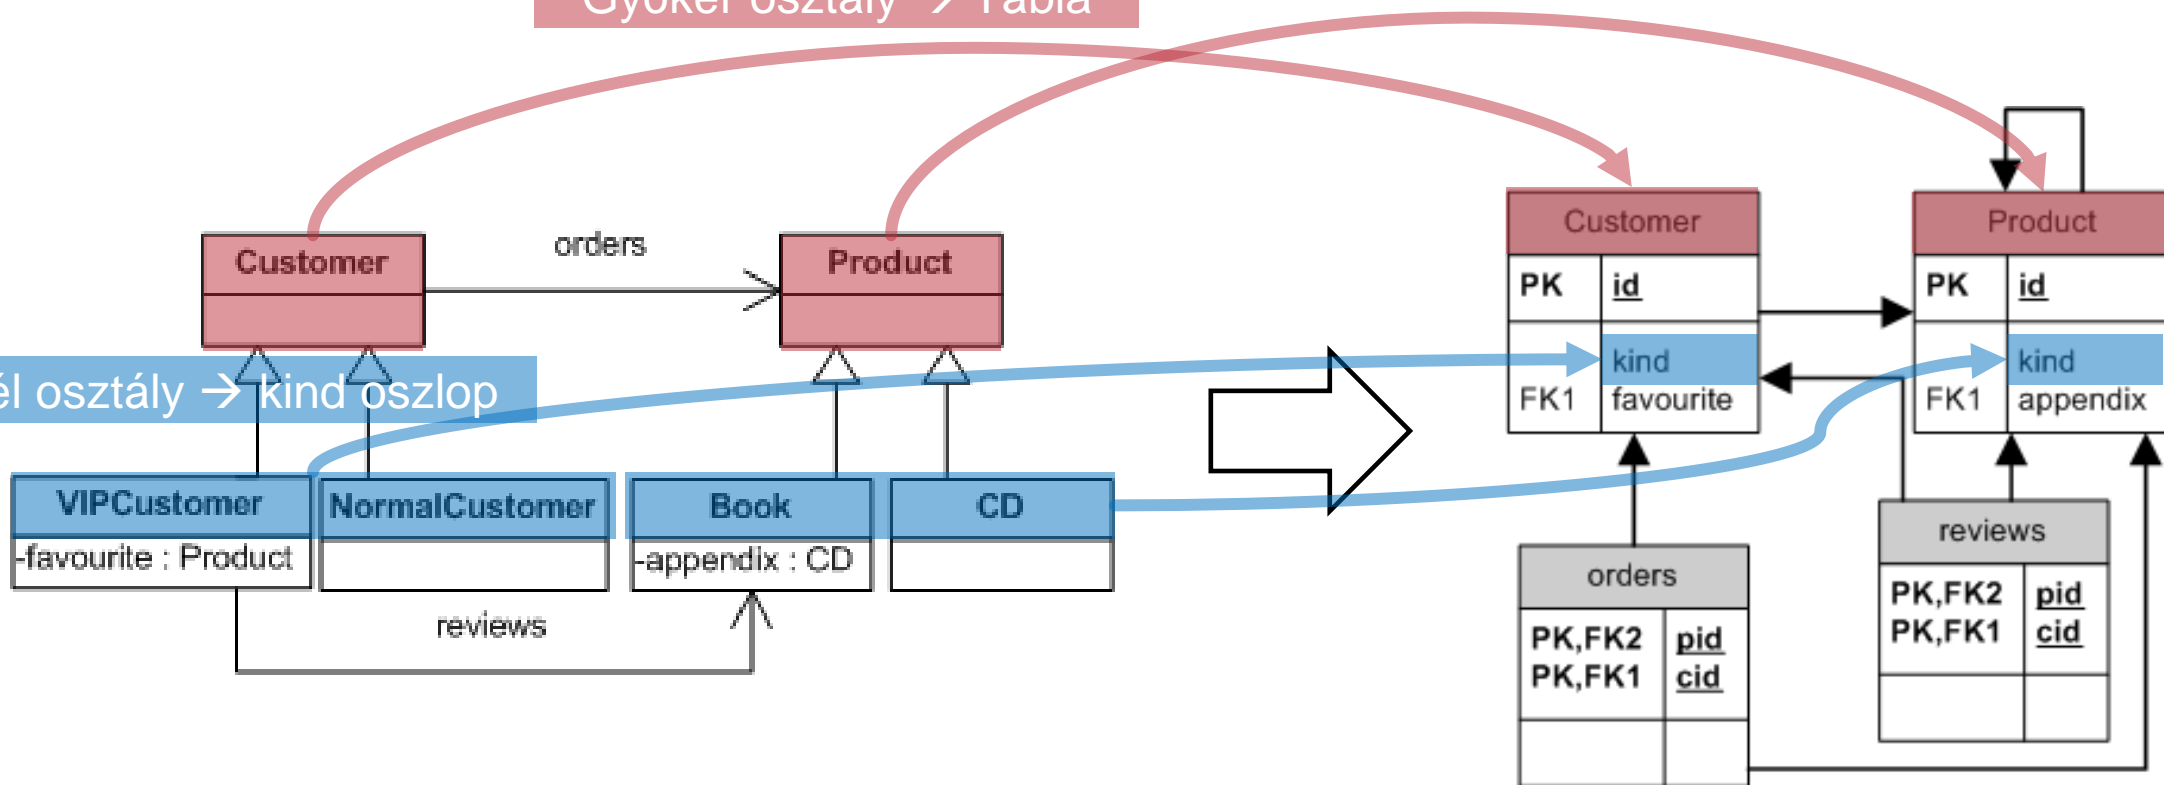 Gyökér osztály → Tábla
Customer
orders
Product
él osztály → kind oszlop
VIPCustomer
-favourite : Product
NormalCustomer
Book
-appendix : CD
CD
reviews
Customer
PK id
kind
FK1 favourite
Product
PK id
kind
FK1 appendix
orders
PK,FK2 pid
PK,FK1 cid
reviews
PK,FK2 pid
PK,FK1 cid